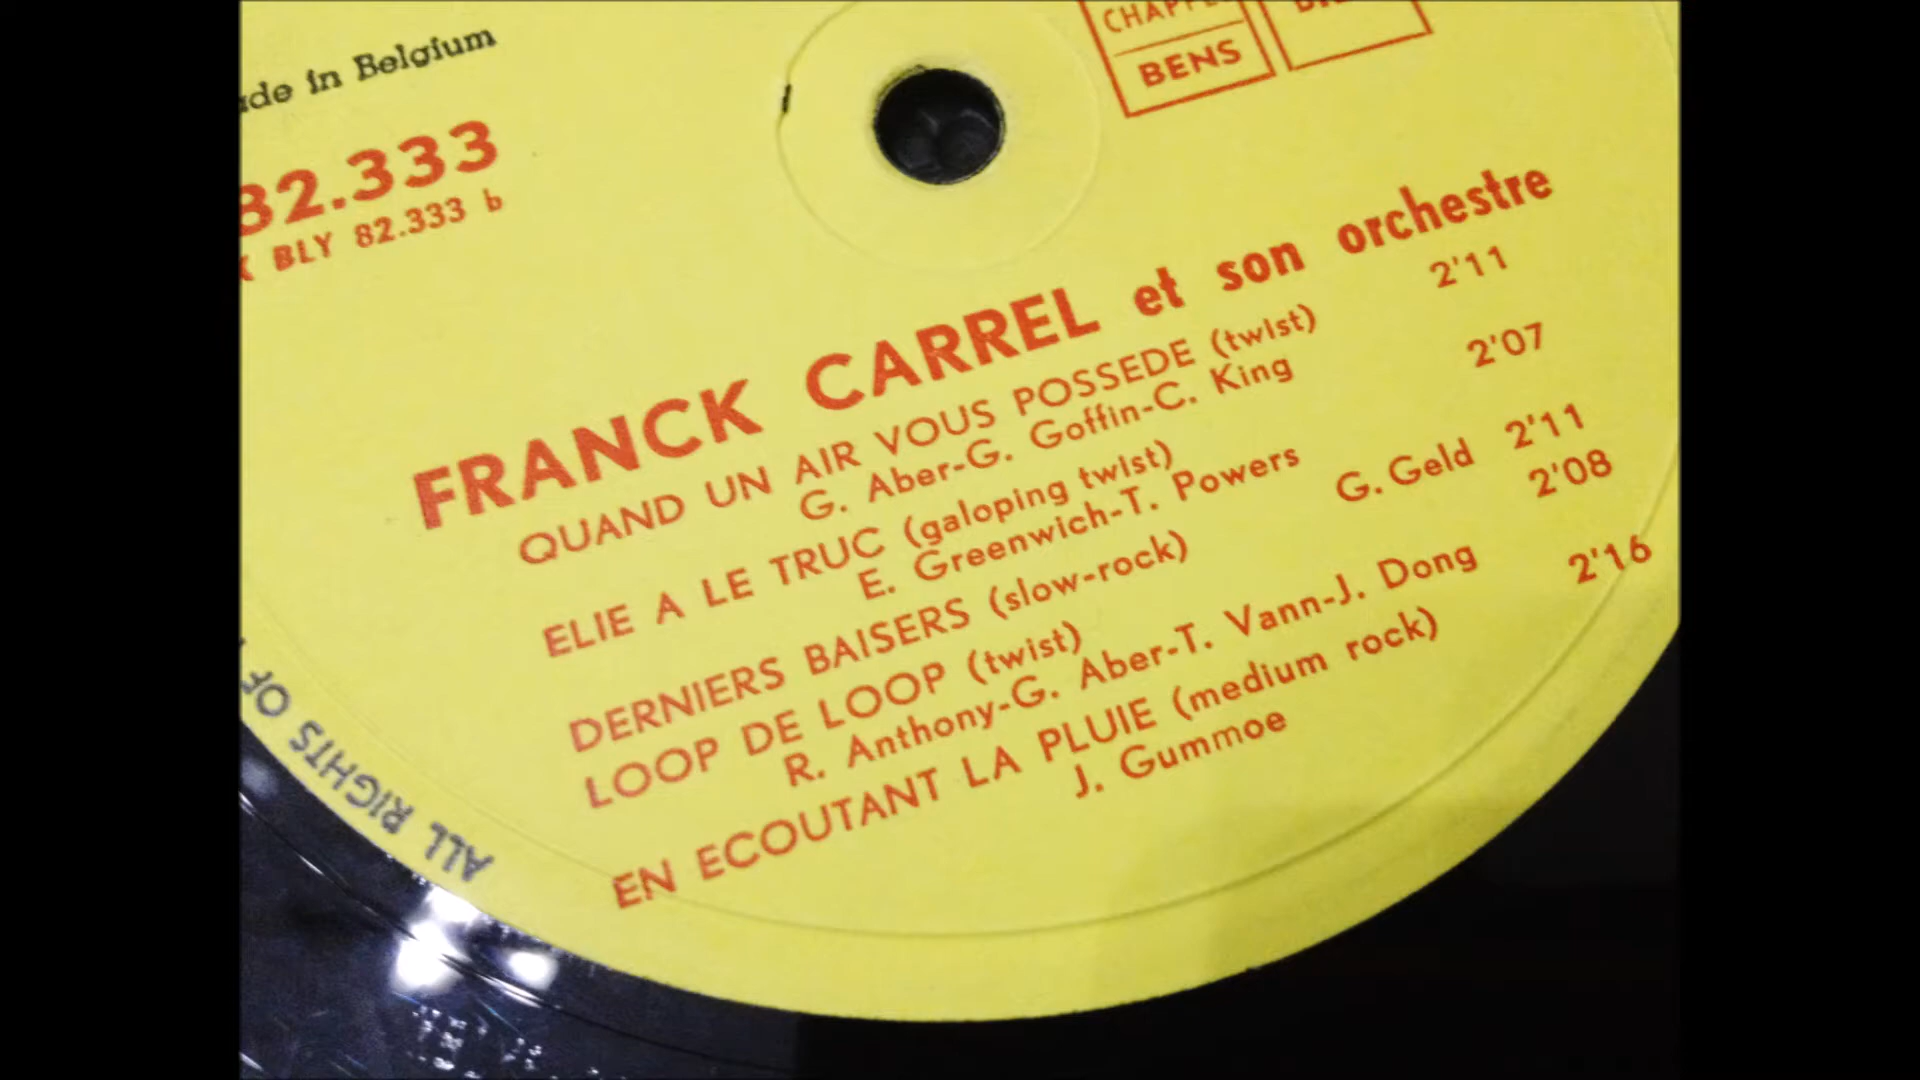 CHAPPEL
BENS
in Belgium
82.333
BLY 82.333 b
FRANCK CARREL et son orchestre
QUAND UN AIR VOUS POSSEDE (twist) 2'11
G. Aber-G. Goffin-C. King
ELIE A LE TRUC (galoping twist) 2'07
E. Greenwich-T. Powers
DERNIERS BAISERS (slow-rock) G. Geld 2'11
LOOP DE LOOP (twist) 2'08
R. Anthony-G. Aber-T. Vann-J. Dong
EN ECOUTANT LA PLUIE (medium rock) 2'16
J. Gummoe
ALL RIGHTS OF